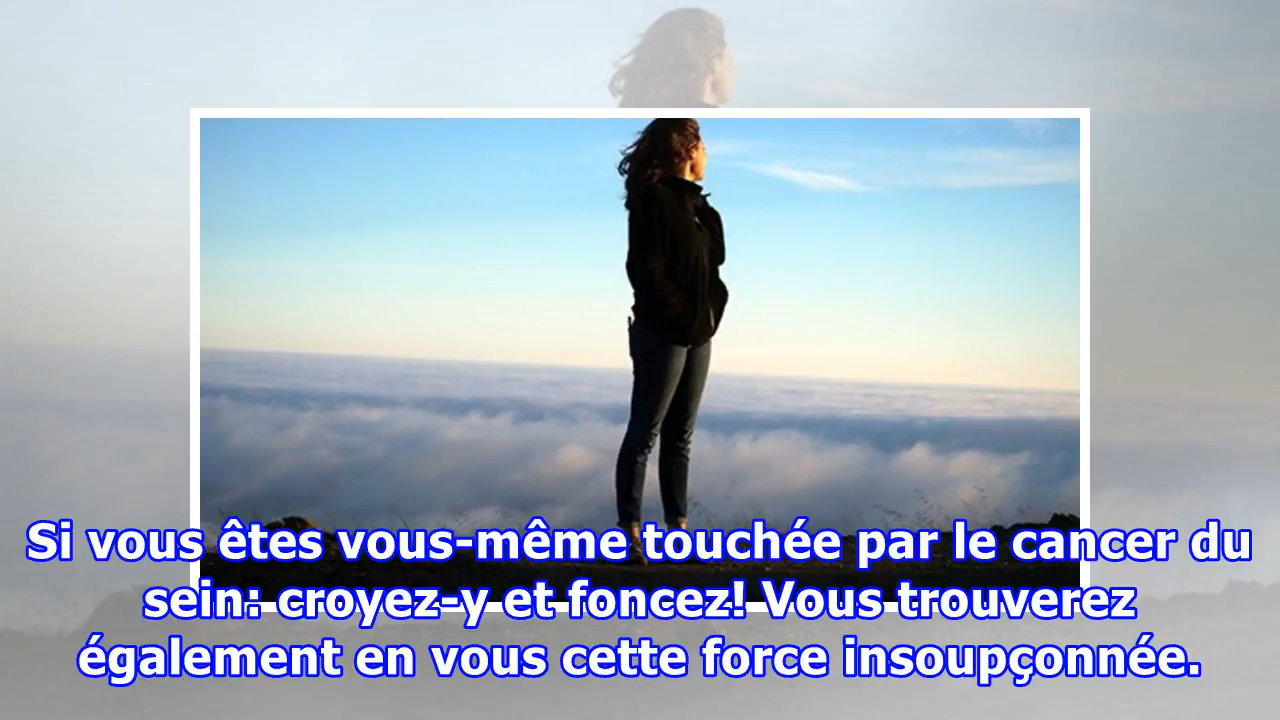 Si vous êtes vous-même touchée par le cancer du
sein: croyez-y et foncez! Vous trouverez
également en vous cette force insoupçonnée.